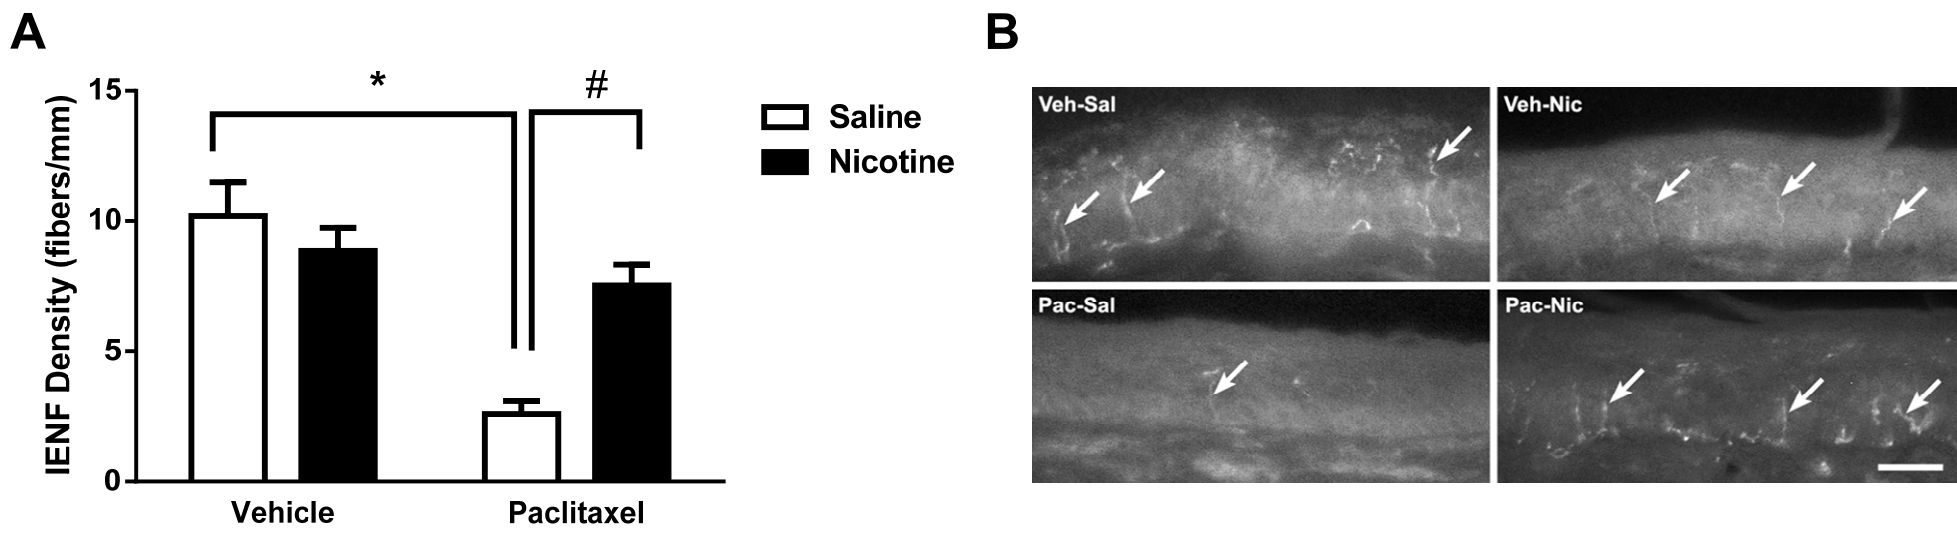 A
IENF Density (fibers/mm)
15
10
5
0
*
#
Vehicle
Paclitaxel
Saline
Nicotine
B
Veh-Sal
Veh-Nic
Pac-Sal
Pac-Nic